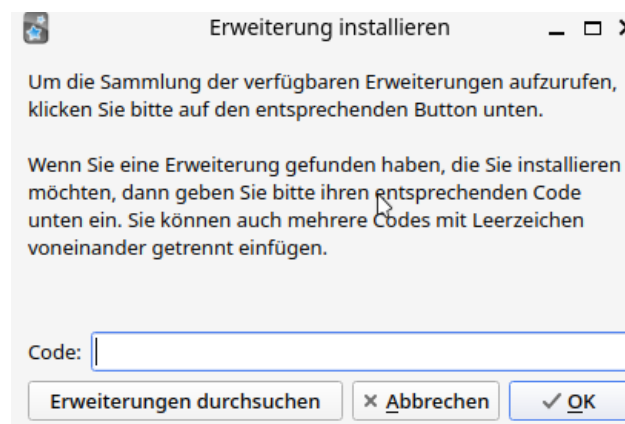 Erweiterung installieren
Um die Sammlung der verfügbaren Erweiterungen aufzurufen,
klicken Sie bitte auf den entsprechenden Button unten.
Wenn Sie eine Erweiterung gefunden haben, die Sie installieren
möchten, dann geben Sie bitte ihren entsprechenden Code
unten ein. Sie können auch mehrere Codes mit Leerzeichen
voneinander getrennt einfügen.
Code:
Erweiterungen durchsuchen Abbrechen OK